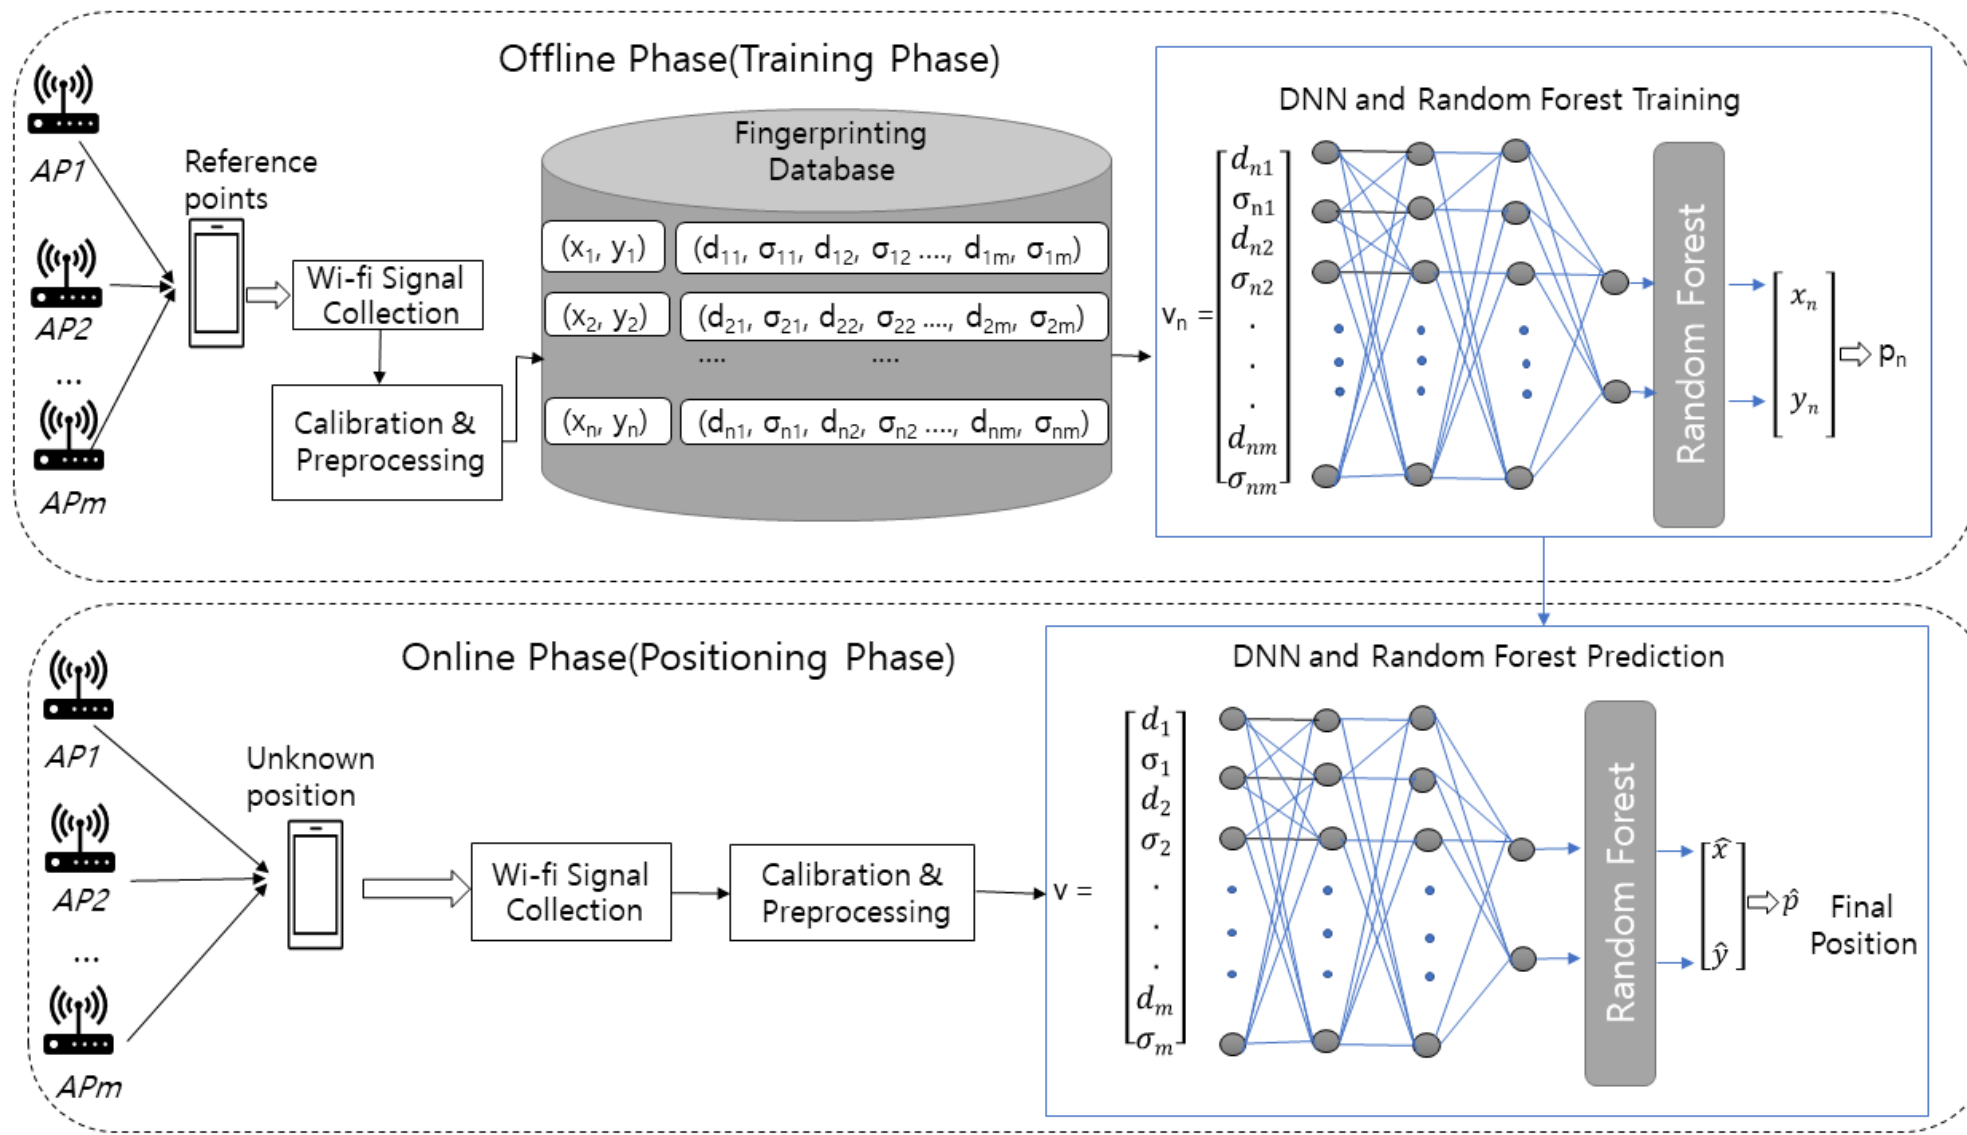 Offline Phase(Training Phase)
AP1
AP2
...
APm
Reference
points
Wi-fi Signal
Collection
Calibration &
Preprocessing
Fingerprinting
Database
(x1, y1) (d11, σ11, d12, σ12 ...., d1m, σ1m)
(x2, y2) (d21, σ21, d22, σ22 ...., d2m, σ2m)
.... ....
(xn, yn) (dn1, σn1, dn2, σn2 ...., dnm, σnm)
DNN and Random Forest Training
vn =
dn1
σn1
dn2
σn2
.
.
.
dnm
σnm
Random Forest
xn
yn
pn
Online Phase(Positioning Phase)
AP1
AP2
...
APm
Unknown
position
Wi-fi Signal
Collection
Calibration &
Preprocessing
DNN and Random Forest Prediction
v =
d1
σ1
d2
σ2
.
.
.
dm
σm
Random Forest
x̂
ŷ
p̂
Final
Position